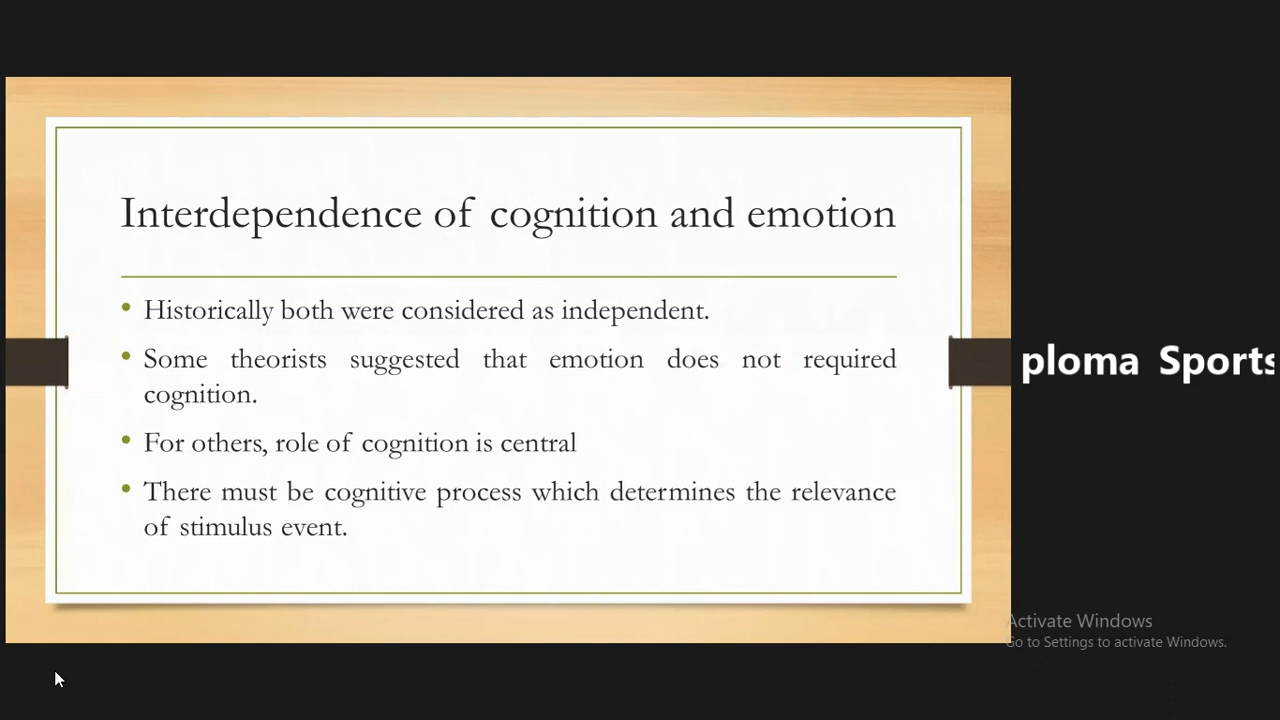 Interdependence of cognition and emotion
• Historically both were considered as independent.
• Some theorists suggested that emotion does not required
cognition.
• For others, role of cognition is central
• There must be cognitive process which determines the relevance
of stimulus event.
ploma Sports
Activate Windows
Go to Settings to activate Windows.